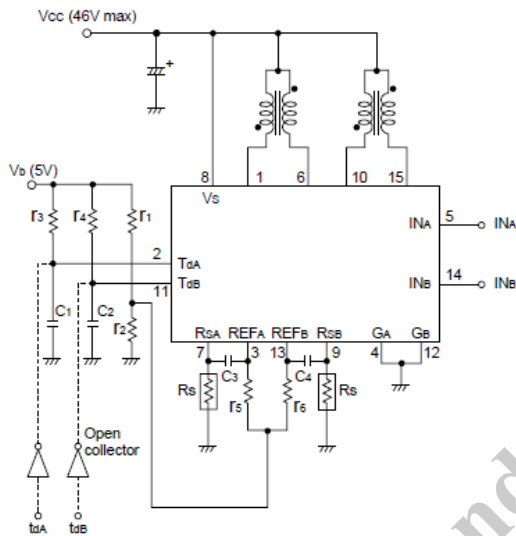 Vcc (46V max)
+
8 1 6 10 15
Vs
Vb (5V)
r3 r4 r1
5
INA INA
2
TdA
14
INB INB
TdB
11
C1 C2
r2
RSA REFA REFB RSB GA GB
7 3 13 9 4 12
C3 C4
Rs Rs
r5 r6
Open
collector
tdA tdB